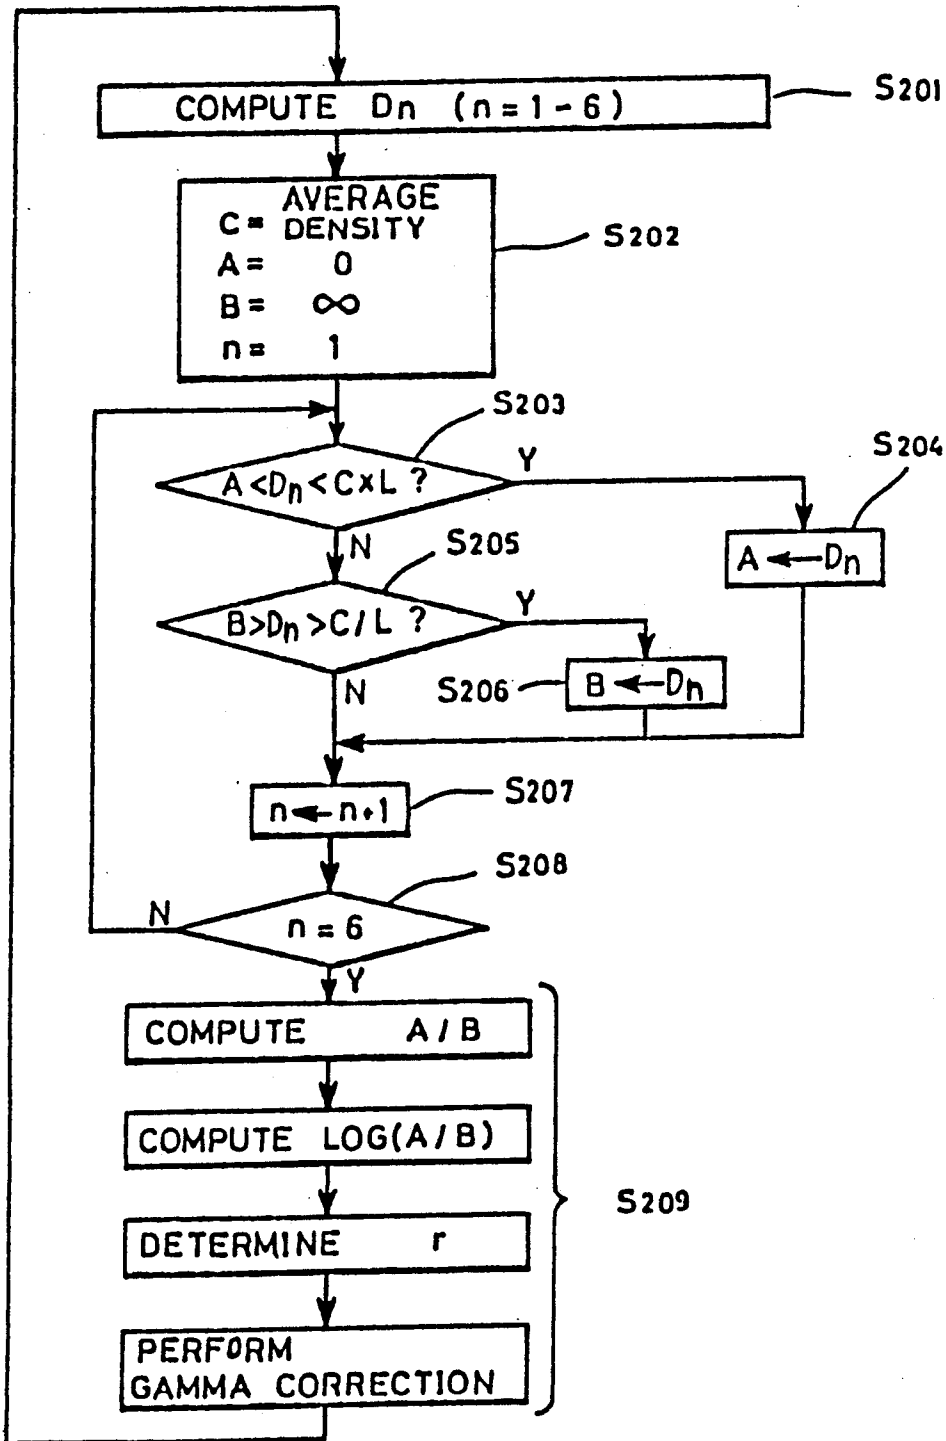 COMPUTE Dn (n=1-6)
S201
AVERAGE
C = DENSITY
A = 0
B = ∞
n = 1
S202
S203
A<Dn<C×L ?
Y
N
S204
A ← Dn
S205
B>Dn>C/L ?
Y
N
S206
B ← Dn
n ← n+1
S207
S208
n = 6
N
Y
COMPUTE A/B
COMPUTE LOG(A/B)
DETERMINE r
PERFORM
GAMMA CORRECTION
S209